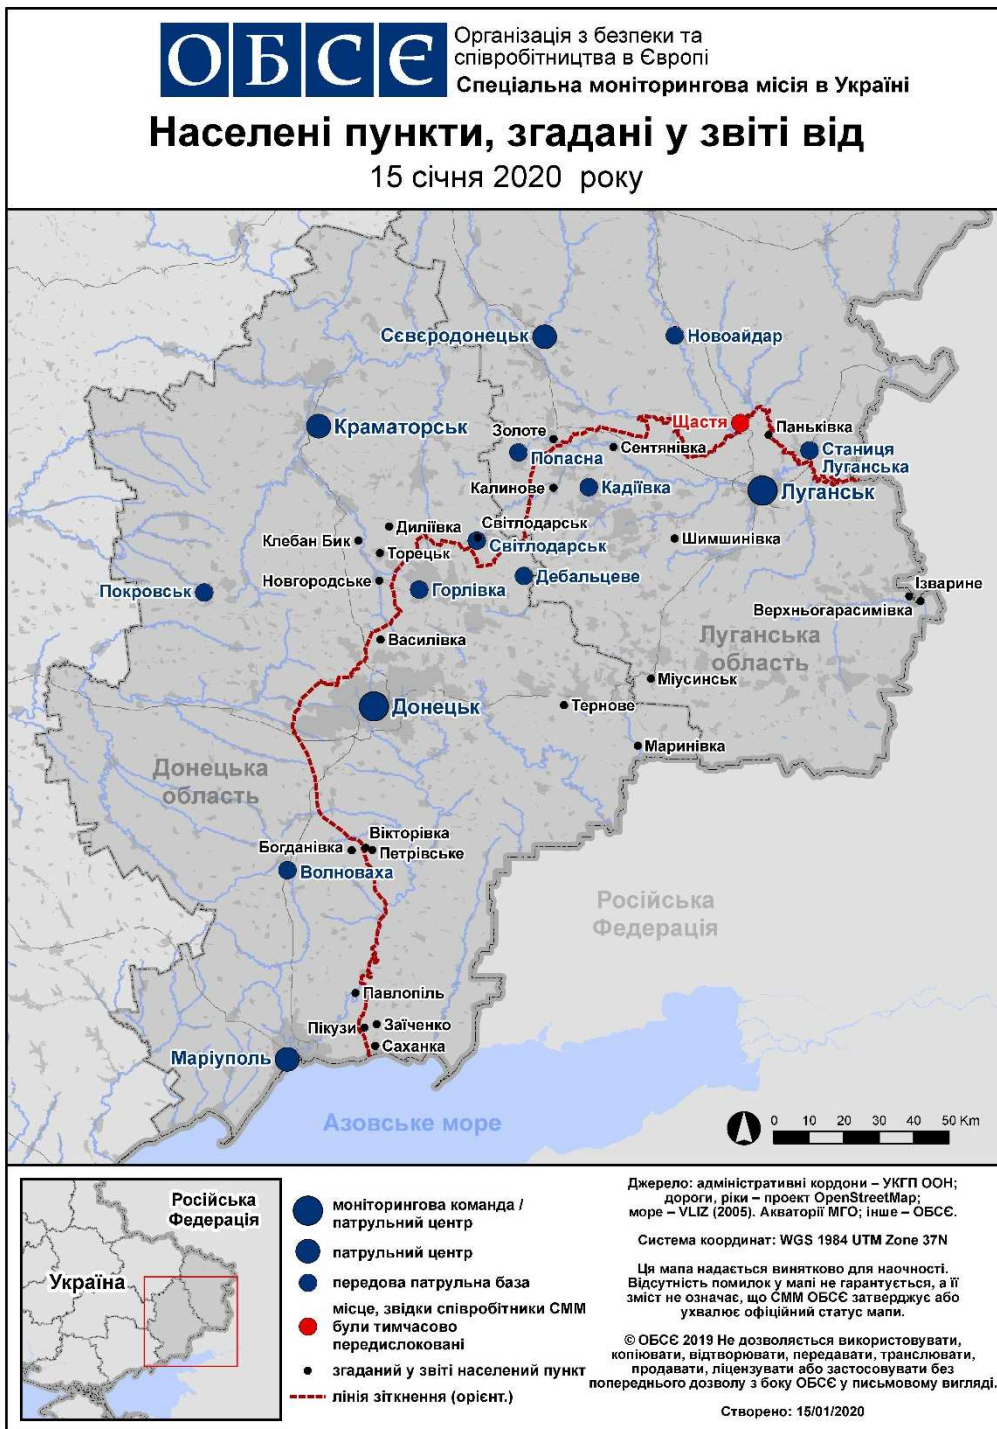 ОБСЄ
Організація з безпеки та
співробітництва в Європі
Спеціальна моніторингова місія в Україні
Населені пункти, згадані у звіті від
15 січня 2020 року
Сєвєродонецьк
Новоайдар
Краматорськ
Щастя
Золоте
Паньківка
Сентянівка
Станиця
Луганська
Попасна
Калинове
Кадіївка
Луганськ
Диліївка
Світлодарськ
Клебан Бик
Світлодарськ
Шимшинівка
Торецьк
Новгородське
Дебальцеве
Покровськ
Горлівка
Ізварине
Верхньогарасимівка
Василівка
Луганська
область
Міусинськ
Донецьк
Тернове
Маринівка
Донецька
область
Вікторівка
Богданівка
Петрівське
Волноваха
Російська
Федерація
Павлопіль
Пікузи
Заїченко
Саханка
Маріуполь
Азовське море
0 10 20 30 40 50 Km
Російська
Федерація
Україна
моніторингова команда /
патрульний центр
патрульний центр
передова патрульна база
місце, звідки співробітники СММ
були тимчасово
передислоковані
згаданий у звіті населений пункт
лінія зіткнення (орієнт.)
Джерело: адміністративні кордони – УКГП ООН;
дороги, ріки – проект OpenStreetMap;
море – VLIZ (2005). Акваторії МГО; інше – ОБСЄ.
Система координат: WGS 1984 UTM Zone 37N
Ця мапа надається винятково для наочності.
Відсутність помилок у мапі не гарантується, а її
зміст не означає, що СММ ОБСЄ затверджує або
ухвалює офіційний статус мапи.
© ОБСЄ 2019 Не дозволяється використовувати,
копіювати, відтворювати, передавати, транслювати,
продавати, ліцензувати або застосовувати без
попереднього дозволу з боку ОБСЄ у письмовому вигляді.
Створено: 15/01/2020